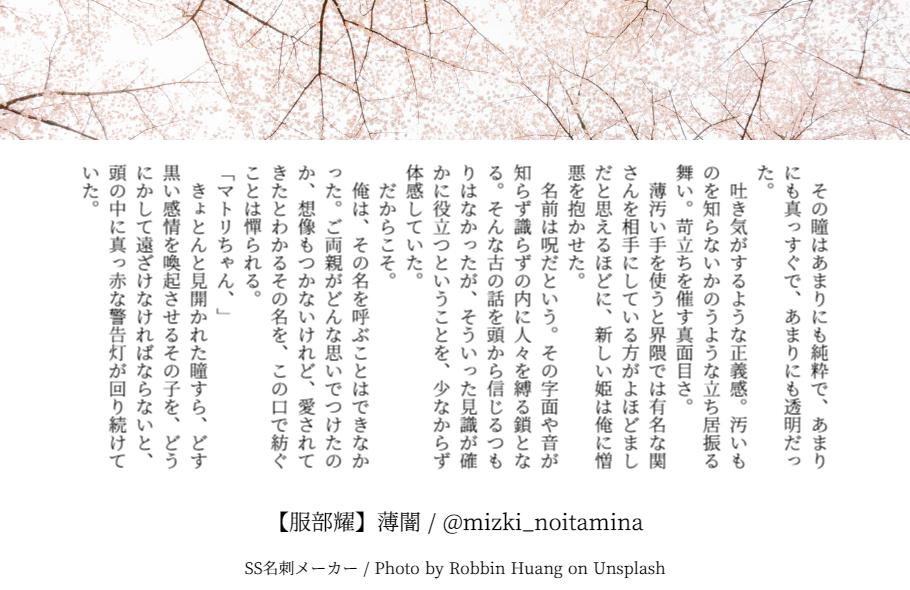 その瞳はあまりにも純粋で、あまり
にも真っすぐで、あまりにも透明だっ
た。
吐き気がするような正義感。汚いも
のを知らないかのうような立ち居振る
舞い。苛立ちを催す真面目さ。
薄汚い手を使うと界隈では有名な関
さんを相手にしている方がよほどまし
だと思えるほどに、新しい姫は俺に憎
悪を抱かせた。
名前は呪だという。その字面や音が
知らず識らずの内に人々を縛る鎖とな
る。そんな古の話を頭から信じるつも
りはなかったが、そういった見識が確
かに役立つということを、少なからず
体感していた。
だからこそ。
俺は、その名を呼ぶことはできなか
った。ご両親がどんな思いでつけたの
か、想像もつかないけれど、愛されて
きたとわかるその名を、この口で紡ぐ
ことは憚られる。
「マトリちゃん、」
きょとんと見開かれた瞳すら、どす
黒い感情を喚起させるその子を、どう
にかして遠ざけなければならないと、
頭の中に真っ赤な警告灯が回り続けて
いた。
【服部耀】薄闇 / @mizki_noitamina
SS名刺メーカー / Photo by Robbin Huang on Unsplash